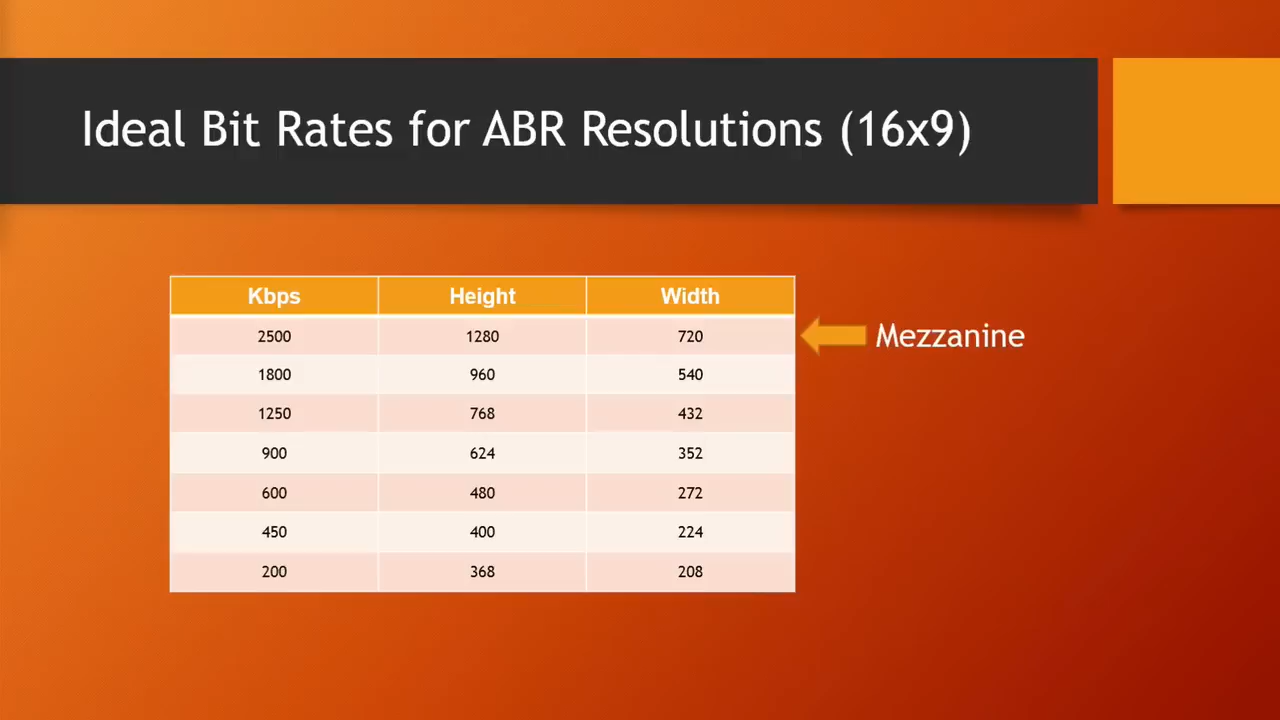 Ideal Bit Rates for ABR Resolutions (16x9)
Kbps Height Width
2500 1280 720 Mezzanine
1800 960 540
1250 768 432
900 624 352
600 480 272
450 400 224
200 368 208